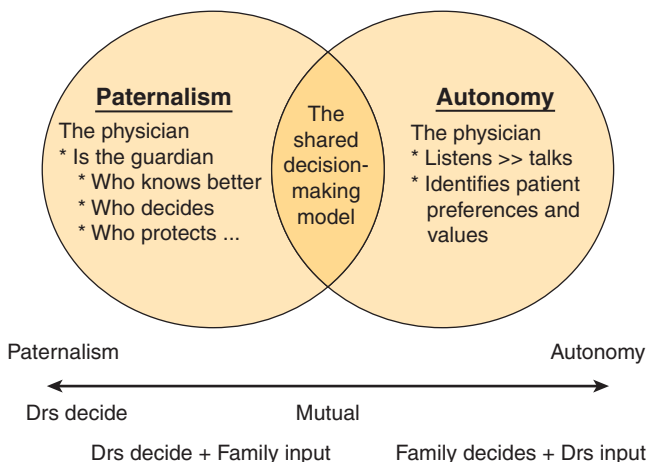 Paternalism
The physician
* Is the guardian
* Who knows better
* Who decides
* Who protects ...
The
shared
decision-
making
model
Autonomy
The physician
* Listens >> talks
* Identifies patient
preferences and
values
Paternalism
Autonomy
Drs decide
Mutual
Drs decide + Family input
Family decides + Drs input